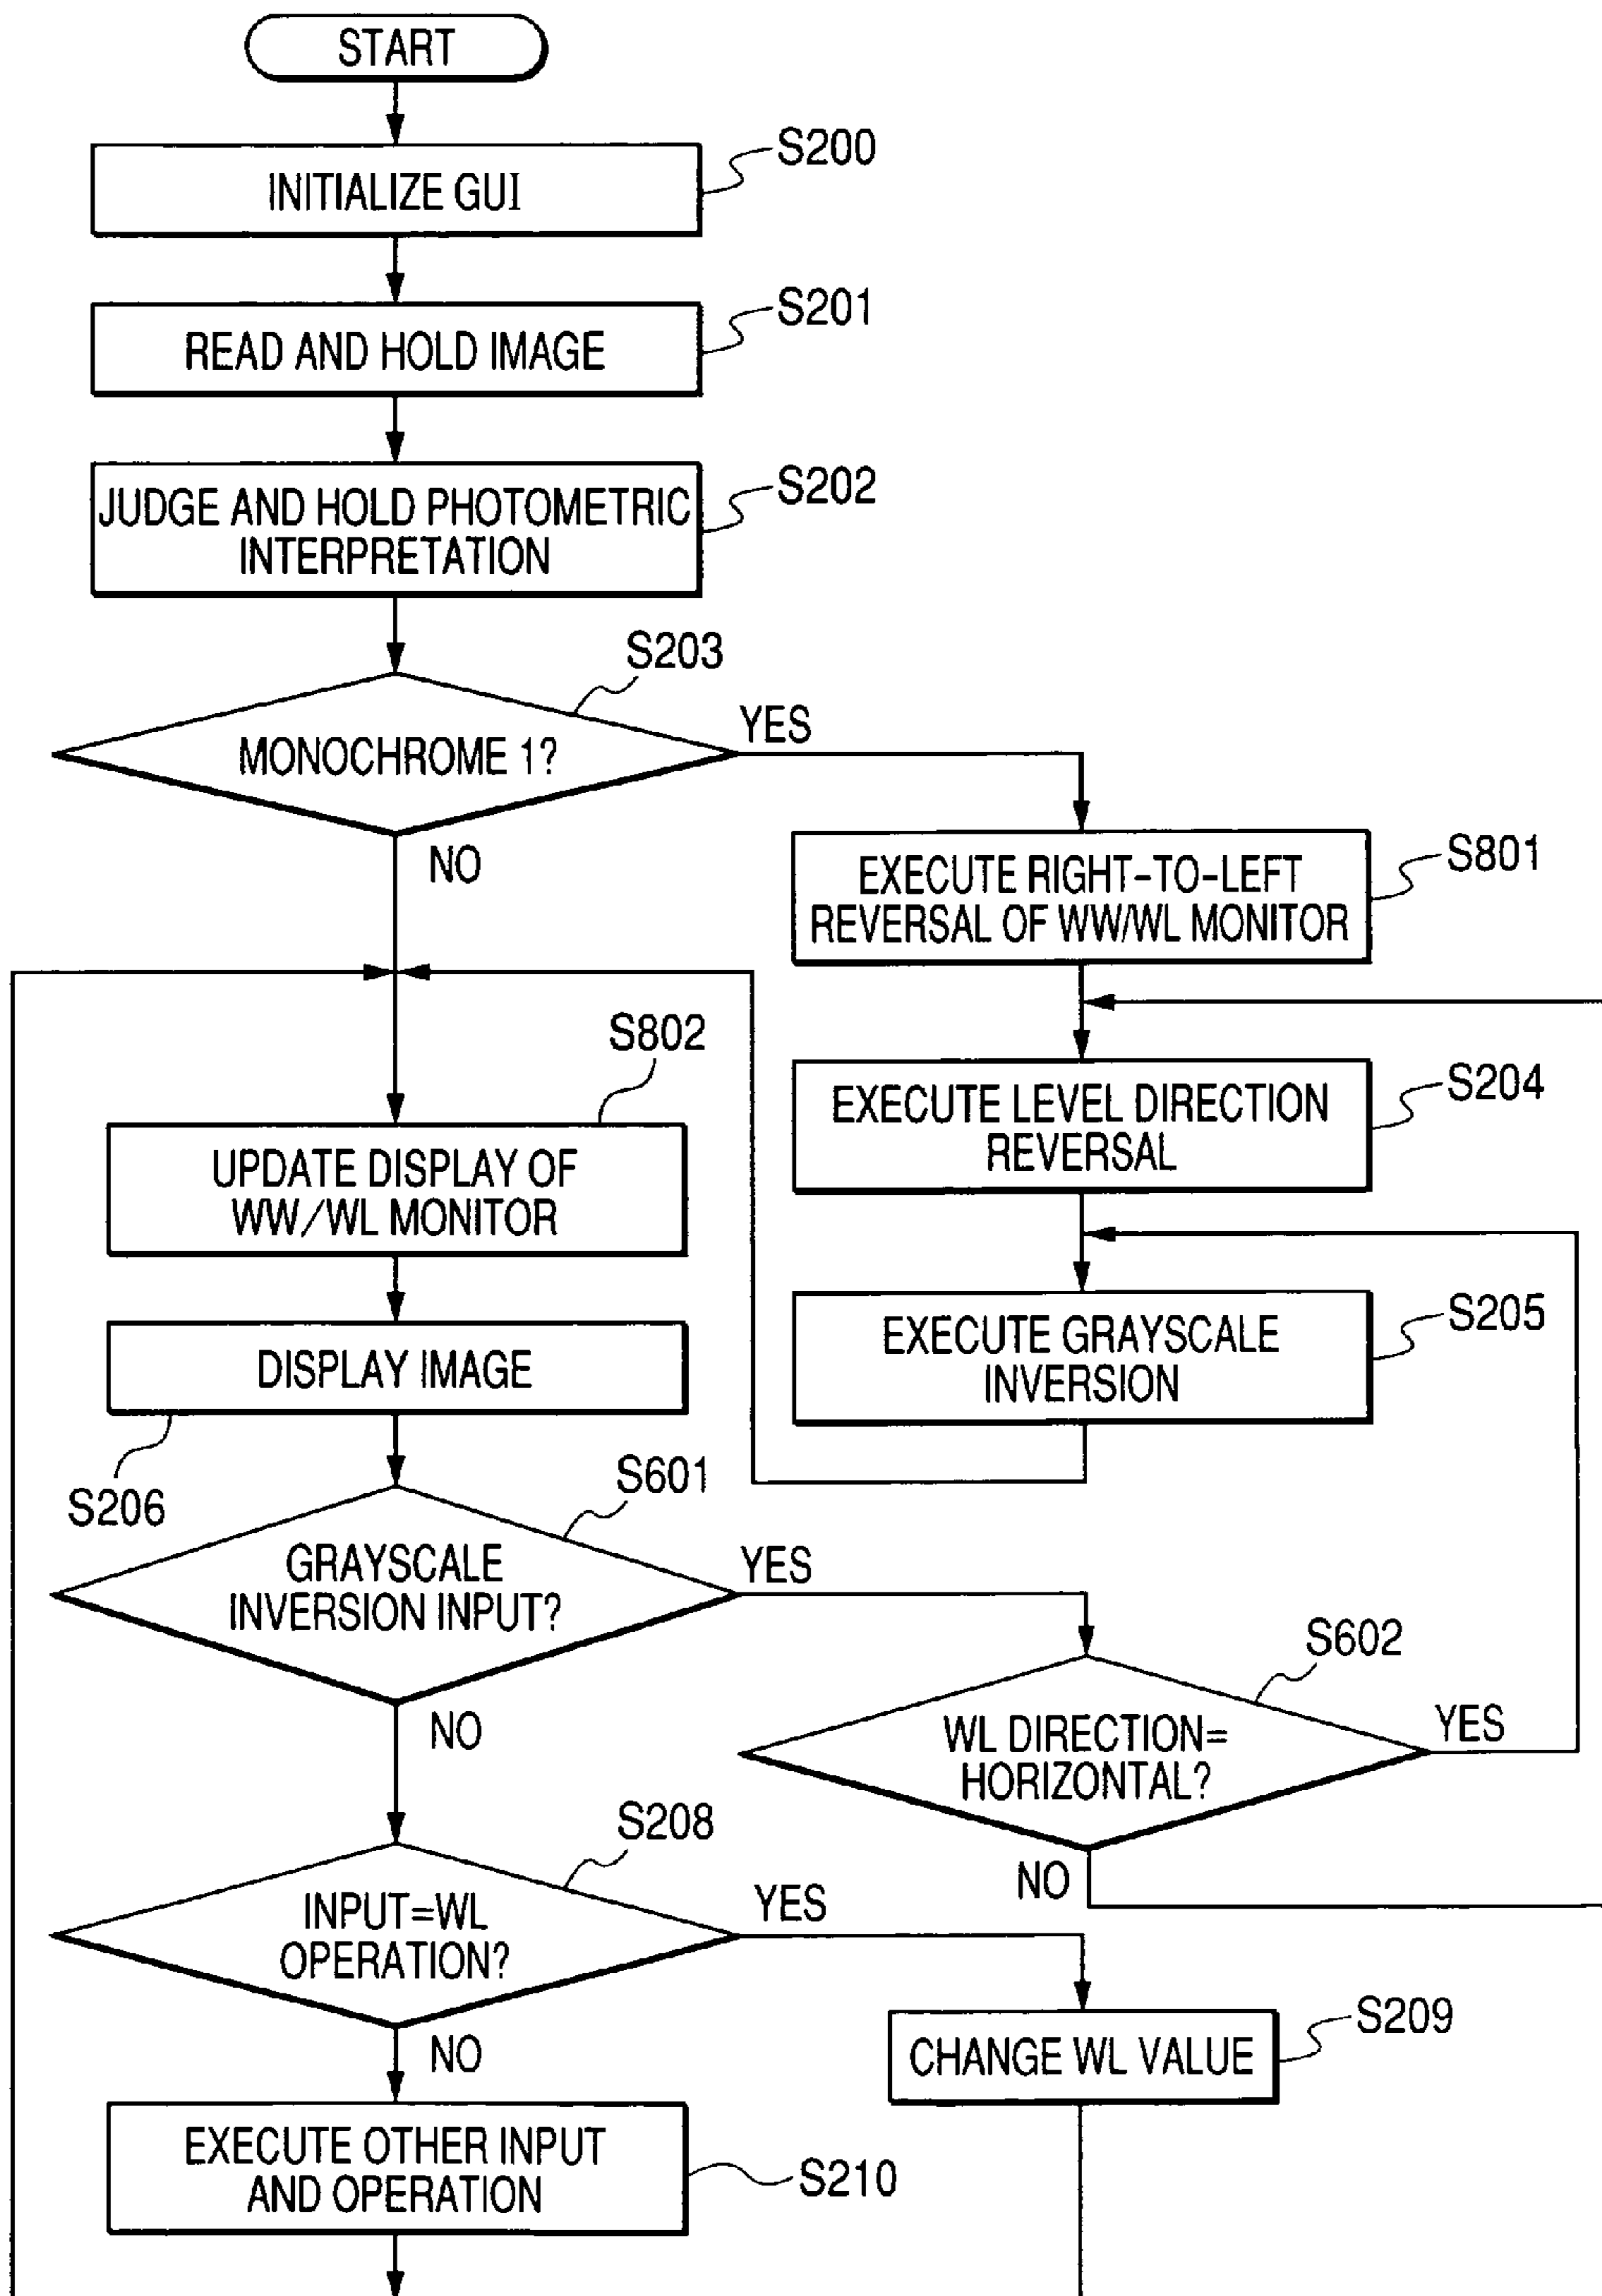 START
S200
INITIALIZE GUI
S201
READ AND HOLD IMAGE
S202
JUDGE AND HOLD PHOTOMETRIC
INTERPRETATION
S203
MONOCHROME 1?
YES
NO
S801
EXECUTE RIGHT-TO-LEFT
REVERSAL OF WW/WL MONITOR
S802
UPDATE DISPLAY OF
WW/WL MONITOR
S204
EXECUTE LEVEL DIRECTION
REVERSAL
S205
EXECUTE GRAYSCALE
INVERSION
DISPLAY IMAGE
S206
S601
GRAYSCALE
INVERSION INPUT?
YES
NO
S602
WL DIRECTION=
HORIZONTAL?
YES
NO
S208
INPUT=WL
OPERATION?
YES
NO
S209
CHANGE WL VALUE
EXECUTE OTHER INPUT
AND OPERATION
S210